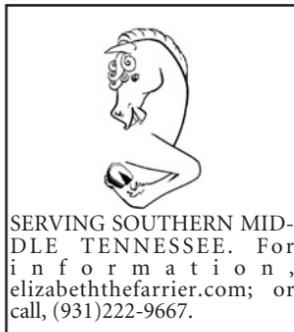 SERVING SOUTHERN MID-
DLE TENNESSEE. For
information,
elizabeththefarrier.com; or
call, (931)222-9667.